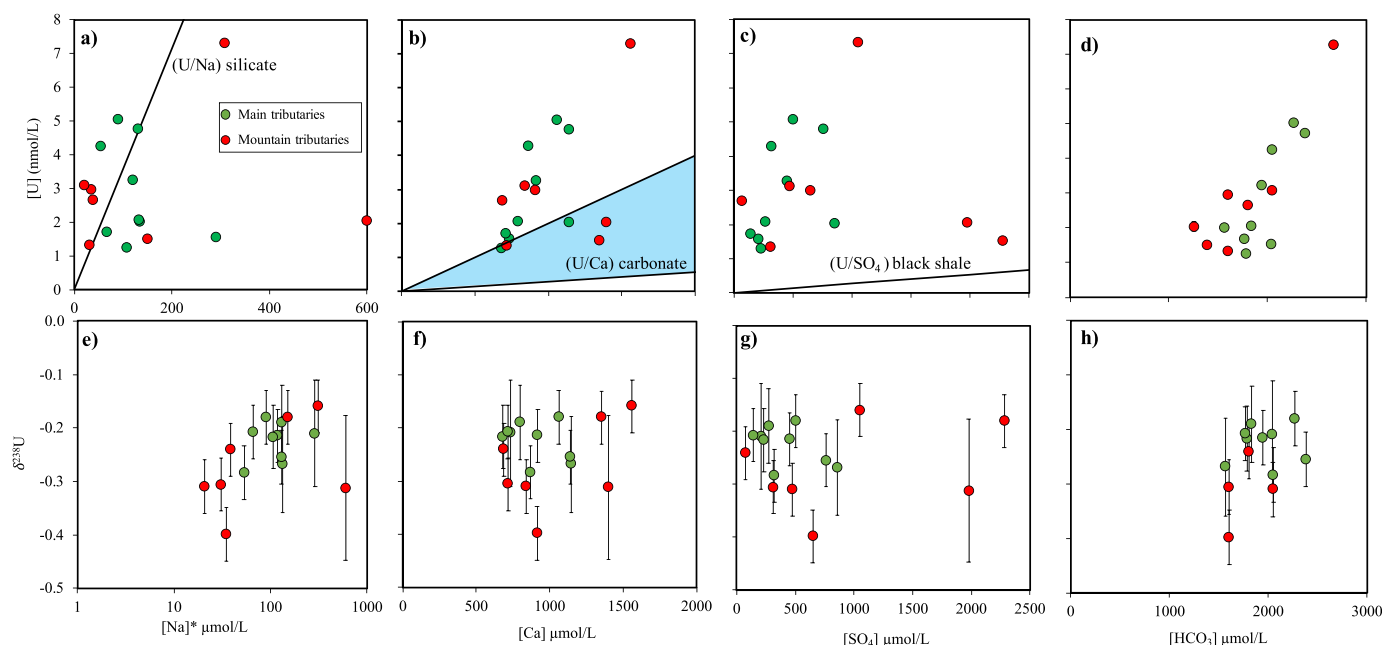 a)
b)
c)
d)
8
7
6
5
4
3
2
1
0
[U] (nmol/L)
(U/Na) silicate
Main tributaries
Mountain tributaries
(U/Ca) carbonate
(U/SO4) black shale
0
200
400
600
e)
f)
g)
h)
0.0
-0.1
-0.2
-0.3
-0.4
-0.5
δ238U
1
10
100
1000
0
500
1000
1500
2000
0
500
1000
1500
2000
2500
0
1000
2000
3000
[Na]* μmol/L
[Ca] μmol/L
[SO4] μmol/L
[HCO3] μmol/L